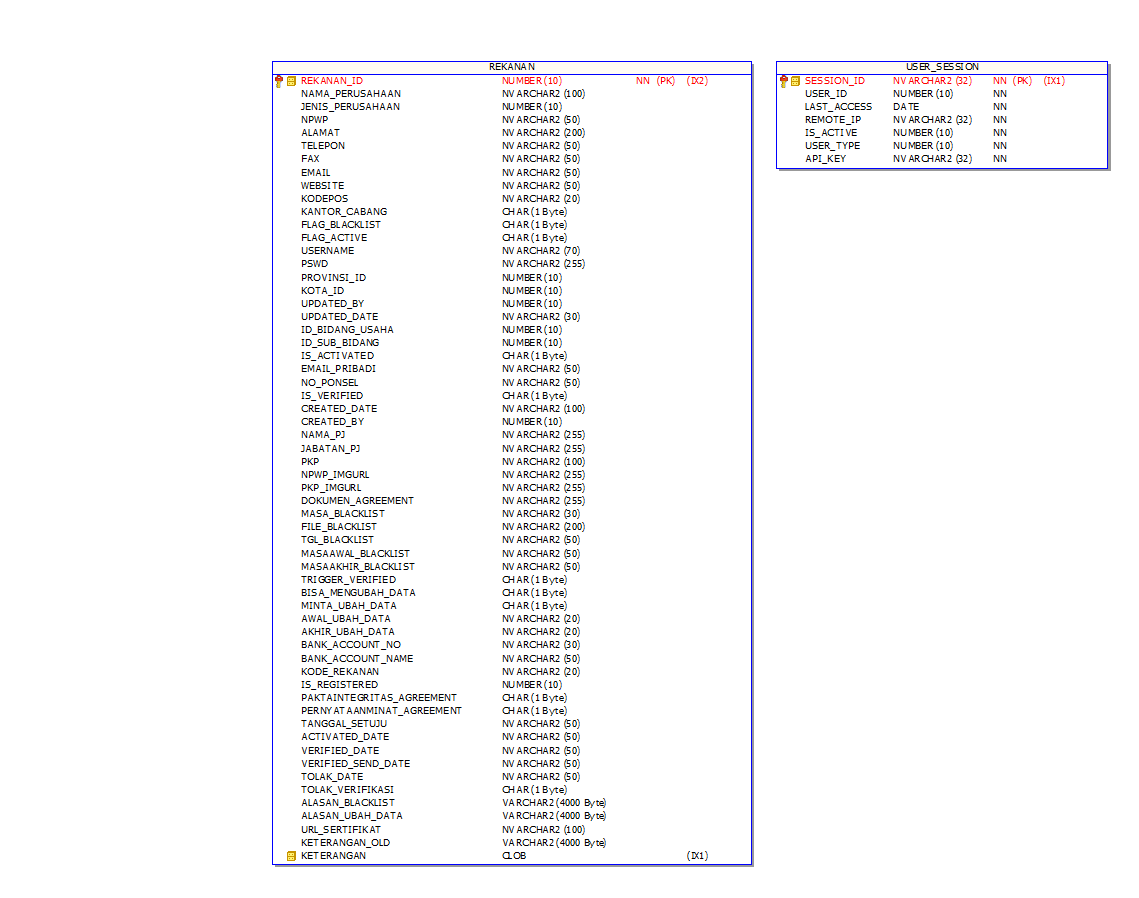 REKANAN
REKANAN_ID NUMBER (10) NN (PK) (IX2)
NAMA_PERUSAHAAN NVARCHAR2 (100)
JENIS_PERUSAHAAN NUMBER (10)
NPWP NVARCHAR2 (50)
ALAMAT NVARCHAR2 (200)
TELEPON NVARCHAR2 (50)
FAX NVARCHAR2 (50)
EMAIL NVARCHAR2 (50)
WEBSITE NVARCHAR2 (50)
KODEPOS NVARCHAR2 (20)
KANTOR_CABANG CHAR (1 Byte)
FLAG_BLACKLIST CHAR (1 Byte)
FLAG_ACTIVE CHAR (1 Byte)
USERNAME NVARCHAR2 (70)
PSWD NVARCHAR2 (255)
PROVINSI_ID NUMBER (10)
KOTA_ID NUMBER (10)
UPDATED_BY NUMBER (10)
UPDATED_DATE NVARCHAR2 (30)
ID_BIDANG_USAHA NUMBER (10)
ID_SUB_BIDANG NUMBER (10)
IS_ACTIVATED CHAR (1 Byte)
EMAIL_PRIBADI NVARCHAR2 (50)
NO_PONSEL NVARCHAR2 (50)
IS_VERIFIED CHAR (1 Byte)
CREATED_DATE NVARCHAR2 (100)
CREATED_BY NUMBER (10)
NAMA_PJ NVARCHAR2 (255)
JABATAN_PJ NVARCHAR2 (255)
PKP NVARCHAR2 (100)
NPWP_IMGURL NVARCHAR2 (255)
PKP_IMGURL NVARCHAR2 (255)
DOKUMEN_AGREEMENT NVARCHAR2 (255)
MASA_BLACKLIST NVARCHAR2 (30)
FILE_BLACKLIST NVARCHAR2 (200)
TGL_BLACKLIST NVARCHAR2 (50)
MASAAWAL_BLACKLIST NVARCHAR2 (50)
MASAAKHIR_BLACKLIST NVARCHAR2 (50)
TRIGGER_VERIFIED CHAR (1 Byte)
BISA_MENGUBAH_DATA CHAR (1 Byte)
MINTA_UBAH_DATA CHAR (1 Byte)
AWAL_UBAH_DATA NVARCHAR2 (20)
AKHIR_UBAH_DATA NVARCHAR2 (20)
BANK_ACCOUNT_NO NVARCHAR2 (30)
BANK_ACCOUNT_NAME NVARCHAR2 (50)
KODE_REKANAN NVARCHAR2 (20)
IS_REGISTERED NUMBER (10)
PAKTAINTEGRITAS_AGREEMENT CHAR (1 Byte)
PERNYATAANMINAT_AGREEMENT CHAR (1 Byte)
TANGGAL_SETUJU NVARCHAR2 (50)
ACTIVATED_DATE NVARCHAR2 (50)
VERIFIED_DATE NVARCHAR2 (50)
VERIFIED_SEND_DATE NVARCHAR2 (50)
TOLAK_DATE NVARCHAR2 (50)
TOLAK_VERIFIKASI CHAR (1 Byte)
ALASAN_BLACKLIST VARCHAR2 (4000 Byte)
ALASAN_UBAH_DATA VARCHAR2 (4000 Byte)
URL_SERTIFIKAT NVARCHAR2 (100)
KETERANGAN_OLD VARCHAR2 (4000 Byte)
KETERANGAN CLOB (IX1)
USER_SESSION
SESSION_ID NVARCHAR2 (32) NN (PK) (IX1)
USER_ID NUMBER (10) NN
LAST_ACCESS DATE NN
REMOTE_IP NVARCHAR2 (32) NN
IS_ACTIVE NUMBER (10) NN
USER_TYPE NUMBER (10) NN
API_KEY NVARCHAR2 (32) NN